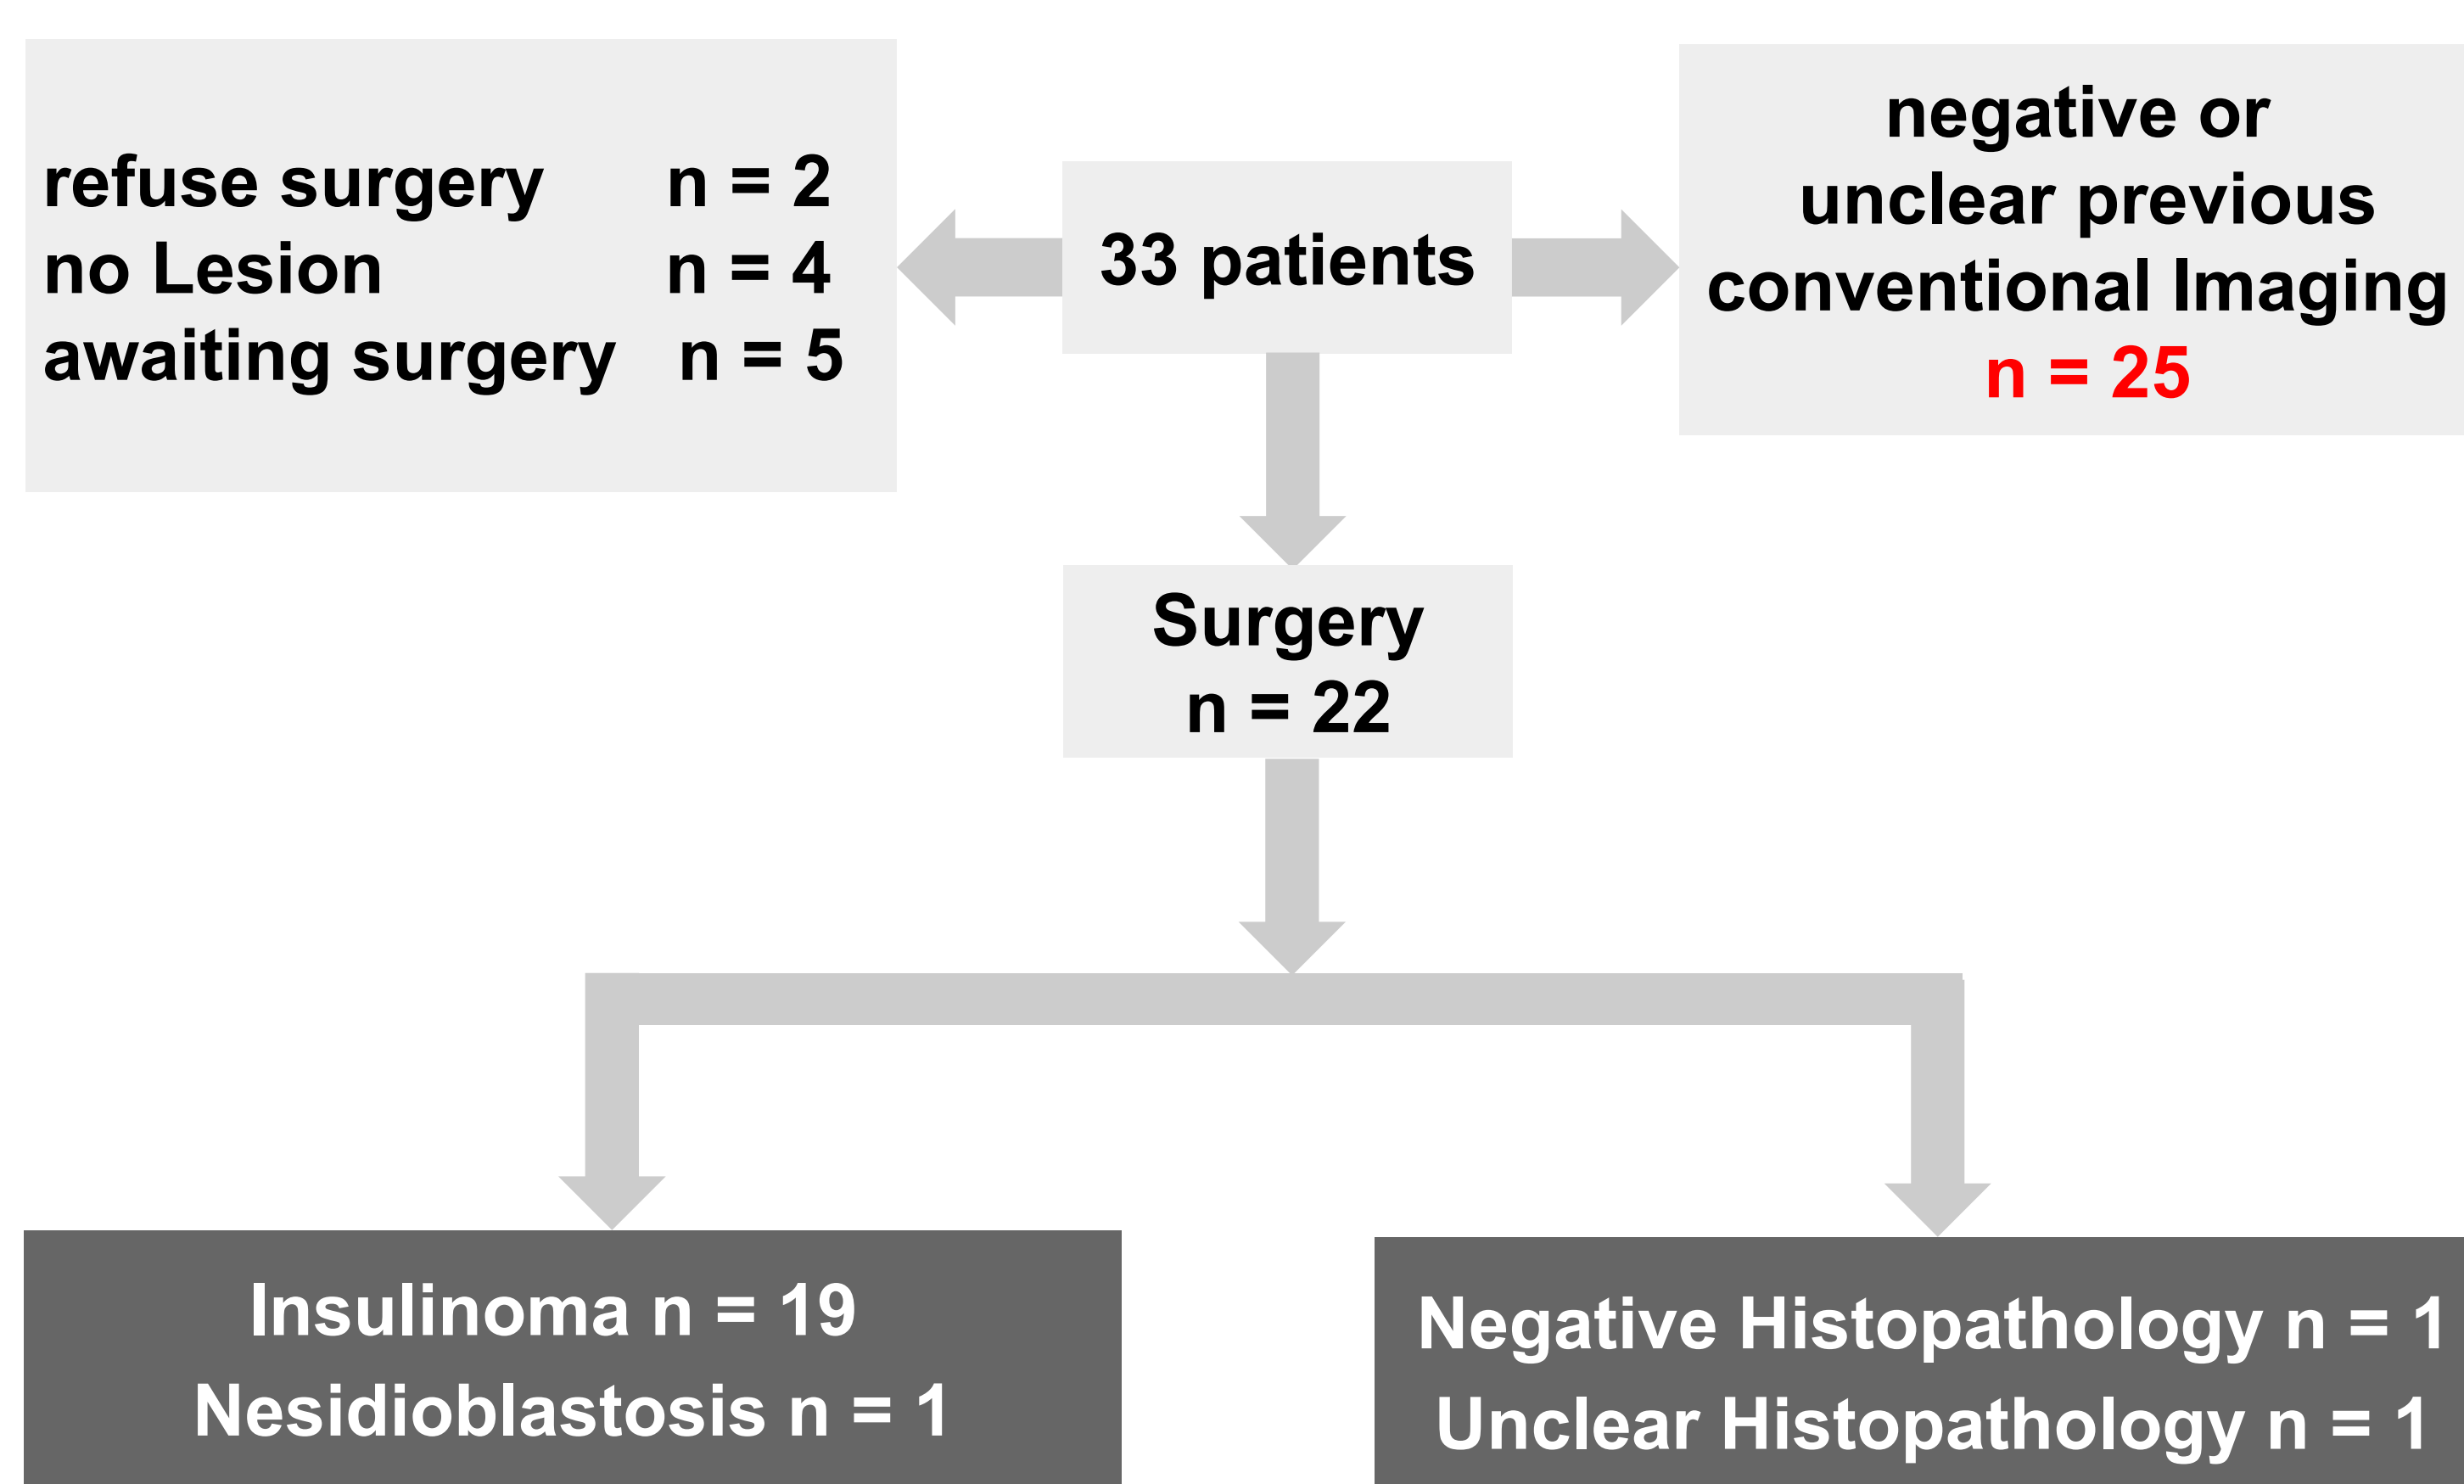 refuse surgery n = 2
no Lesion n = 4
awaiting surgery n = 5
33 patients
negative or
unclear previous
conventional Imaging
n = 25
Surgery
n = 22
Insulinoma n = 19
Nesidioblastosis n = 1
Negative Histopathology n = 1
Unclear Histopathology n = 1